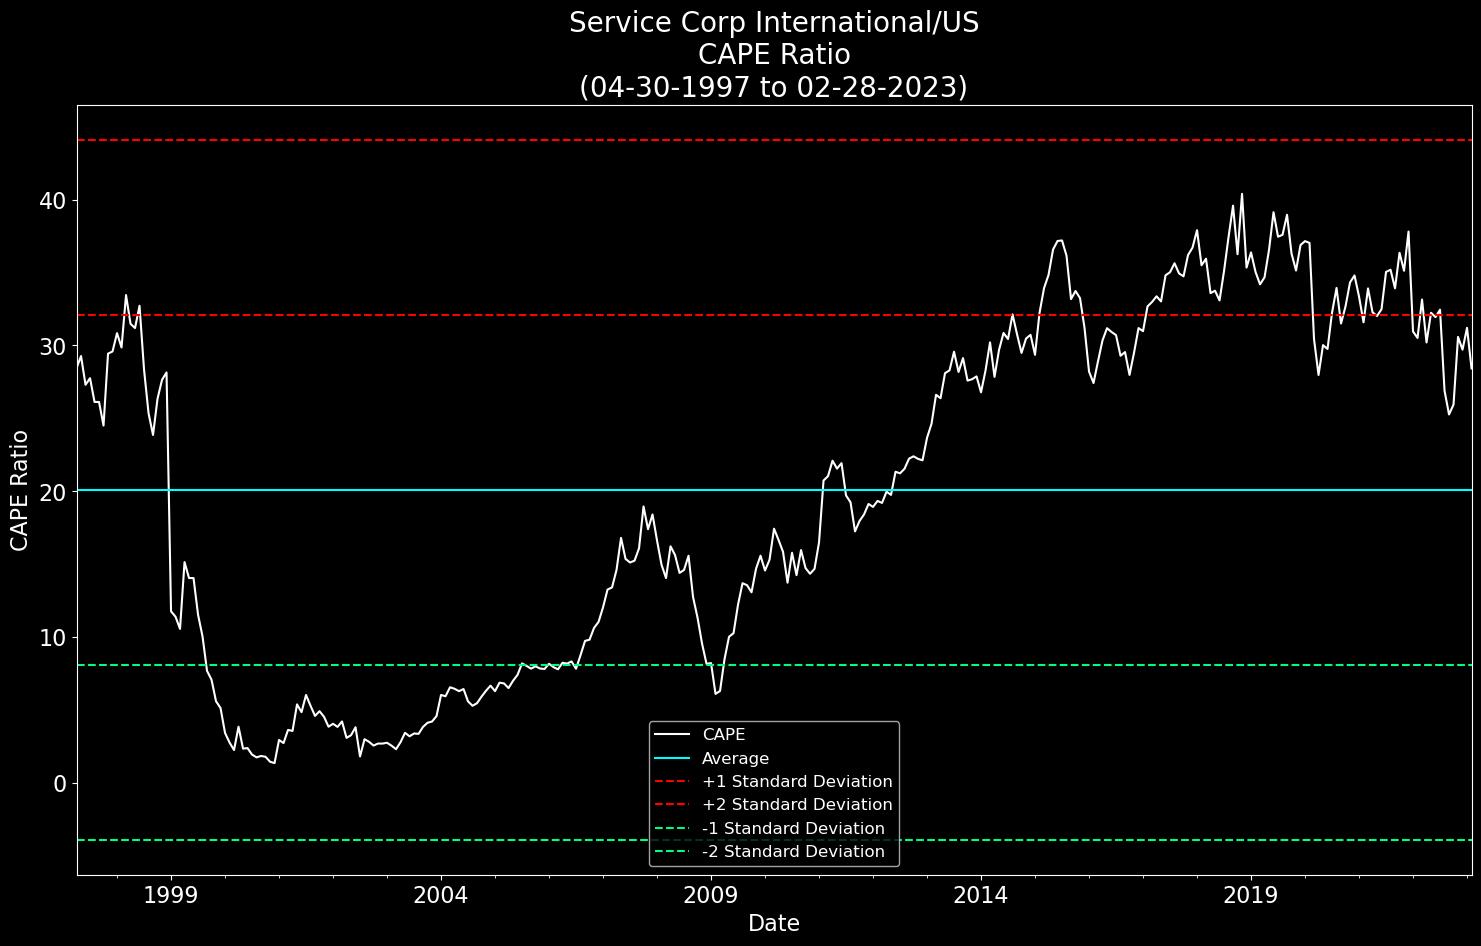 Service Corp International/US
CAPE Ratio
(04-30-1997 to 02-28-2023)
CAPE Ratio
40
30
20
10
0
CAPE
Average
+1 Standard Deviation
+2 Standard Deviation
-1 Standard Deviation
-2 Standard Deviation
1999 2004 2009 2014 2019
Date